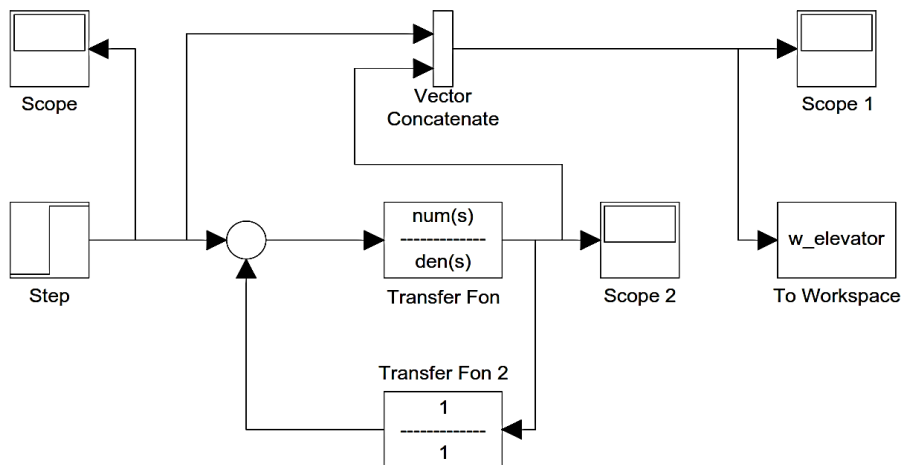 Scope
Vector
Concatenate
Scope 1
Step
num(s)
-------------
den(s)
Transfer Fon
Scope 2
w_elevator
To Workspace
Transfer Fon 2
1
-------------
1